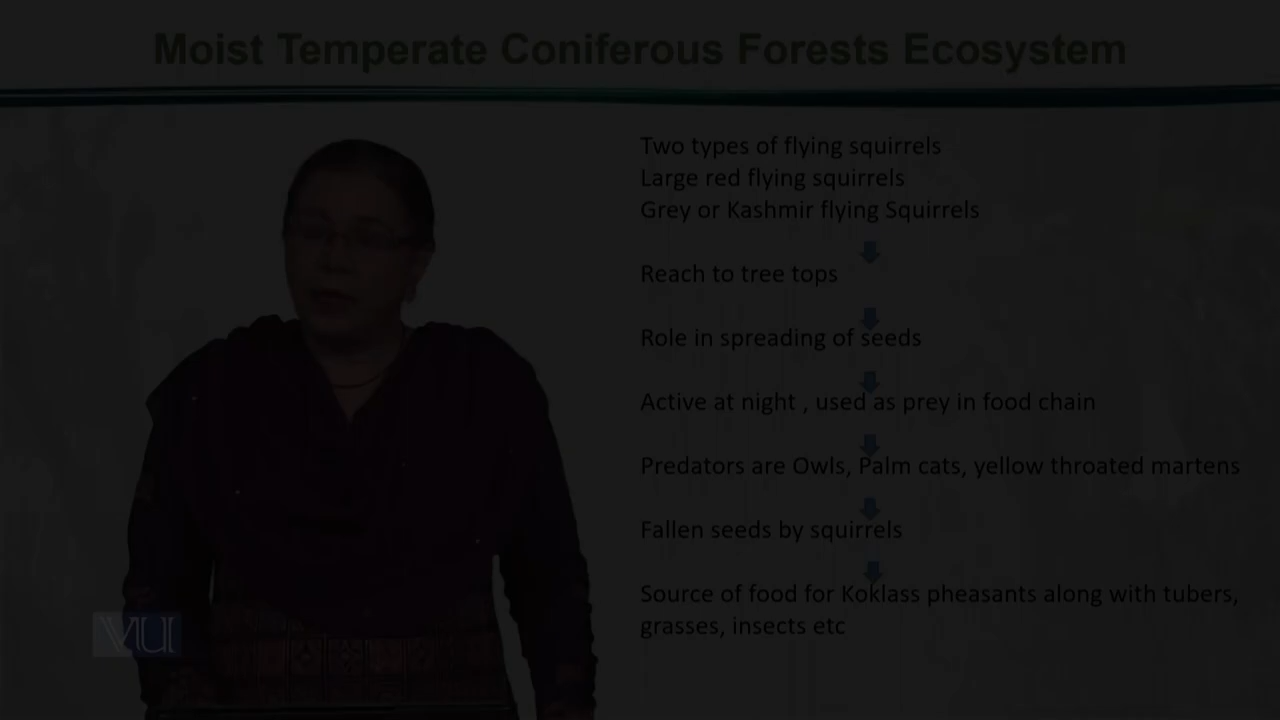 Moist Temperate Coniferous Forests Ecosystem
Two types of flying squirrels
Large red flying squirrels
Grey or Kashmir flying Squirrels
Reach to tree tops
Role in spreading of seeds
Active at night , used as prey in food chain
Predators are Owls, Palm cats, yellow throated martens
Fallen seeds by squirrels
Source of food for Koklass pheasants along with tubers,
grasses, insects etc
VU